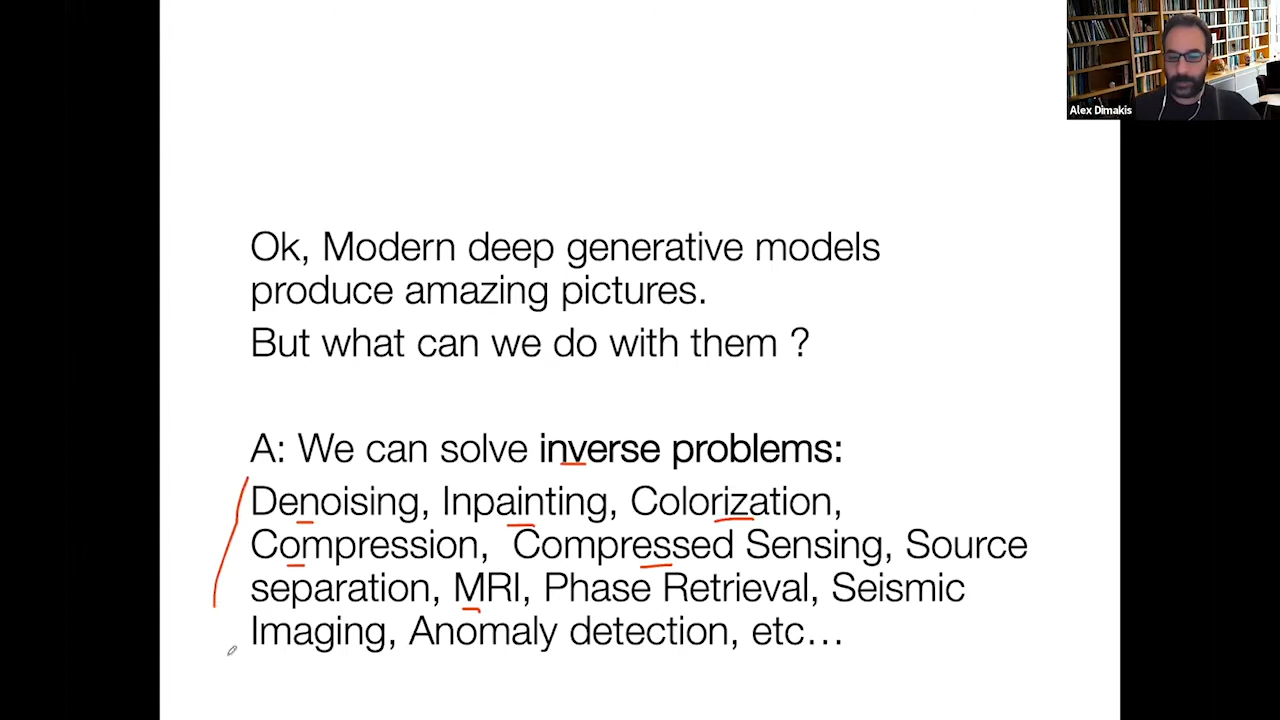 Alex Dimakis
Ok, Modern deep generative models
produce amazing pictures.
But what can we do with them ?
A: We can solve inverse problems:
Denoising, Inpainting, Colorization,
Compression, Compressed Sensing, Source
separation, MRI, Phase Retrieval, Seismic
Imaging, Anomaly detection, etc...